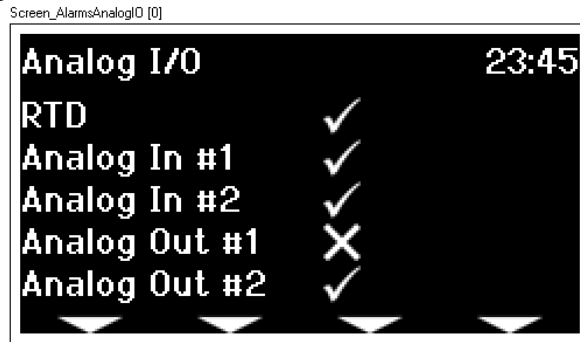 Screen_AlarmsAnalogIO [0]
Analog I/O 23:45
RTD ✓
Analog In #1 ✓
Analog In #2 ✓
Analog Out #1 ✕
Analog Out #2 ✓